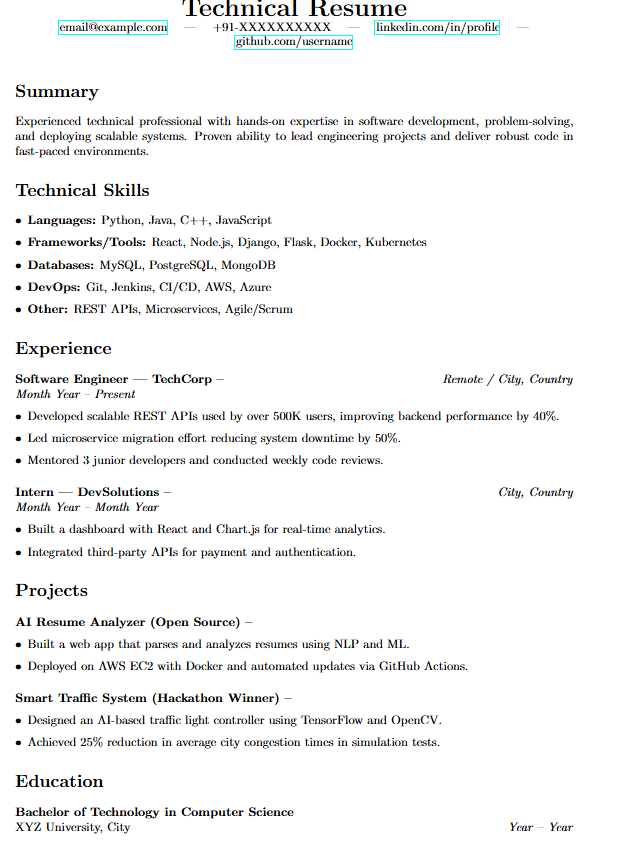 Technical Resume
email@example.com — +91-XXXXXXXXXX — linkedin.com/in/profile —
github.com/username
Summary
Experienced technical professional with hands-on expertise in software development, problem-solving,
and deploying scalable systems. Proven ability to lead engineering projects and deliver robust code in
fast-paced environments.
Technical Skills
• Languages: Python, Java, C++, JavaScript
• Frameworks/Tools: React, Node.js, Django, Flask, Docker, Kubernetes
• Databases: MySQL, PostgreSQL, MongoDB
• DevOps: Git, Jenkins, CI/CD, AWS, Azure
• Other: REST APIs, Microservices, Agile/Scrum
Experience
Software Engineer — TechCorp – Remote / City, Country
Month Year – Present
• Developed scalable REST APIs used by over 500K users, improving backend performance by 40%.
• Led microservice migration effort reducing system downtime by 50%.
• Mentored 3 junior developers and conducted weekly code reviews.
Intern — DevSolutions – City, Country
Month Year – Month Year
• Built a dashboard with React and Chart.js for real-time analytics.
• Integrated third-party APIs for payment and authentication.
Projects
AI Resume Analyzer (Open Source) –
• Built a web app that parses and analyzes resumes using NLP and ML.
• Deployed on AWS EC2 with Docker and automated updates via GitHub Actions.
Smart Traffic System (Hackathon Winner) –
• Designed an AI-based traffic light controller using TensorFlow and OpenCV.
• Achieved 25% reduction in average city congestion times in simulation tests.
Education
Bachelor of Technology in Computer Science
XYZ University, City Year – Year